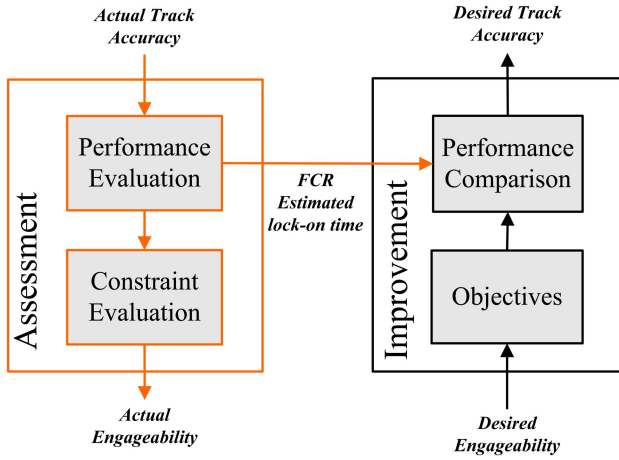 Actual Track
Accuracy
Desired Track
Accuracy
Assessment
Performance
Evaluation
FCR
Estimated
lock-on time
Improvement
Performance
Comparison
Constraint
Evaluation
Objectives
Actual
Engageability
Desired
Engageability